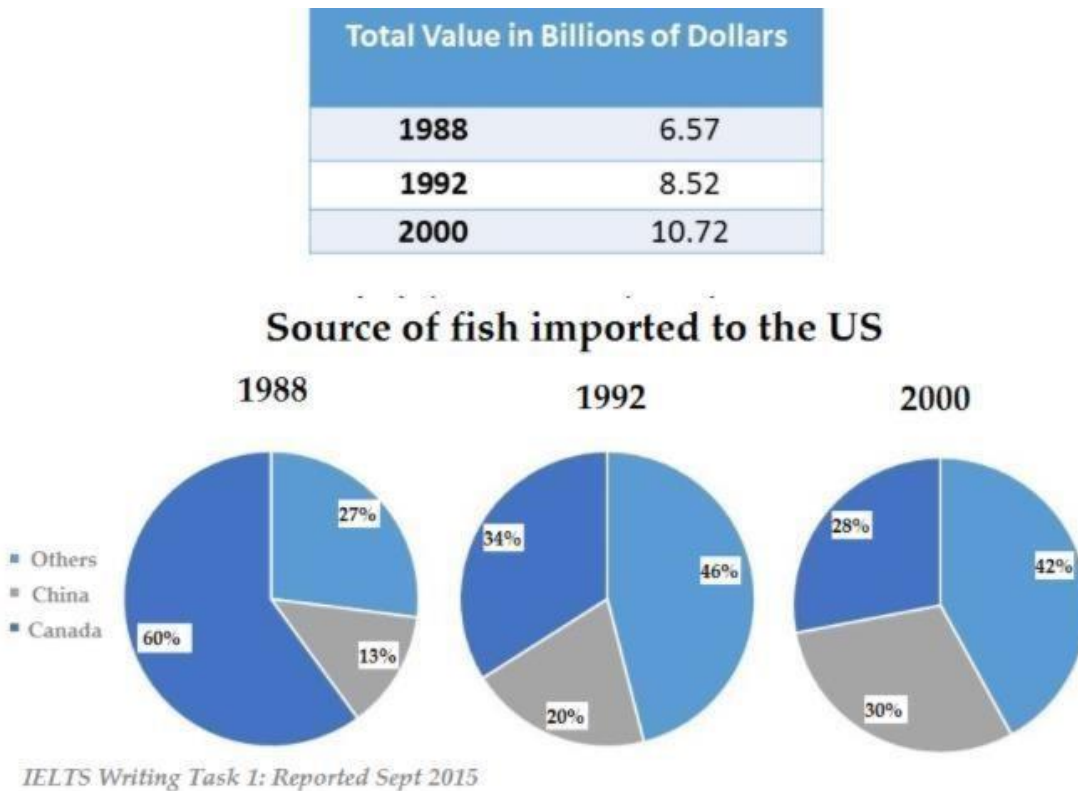 Total Value in Billions of Dollars
1988 6.57
1992 8.52
2000 10.72
Source of fish imported to the US
1988 1992 2000
27%
13%
60%
46%
20%
34%
42%
30%
28%
Others
China
Canada
IELTS Writing Task 1: Reported Sept 2015